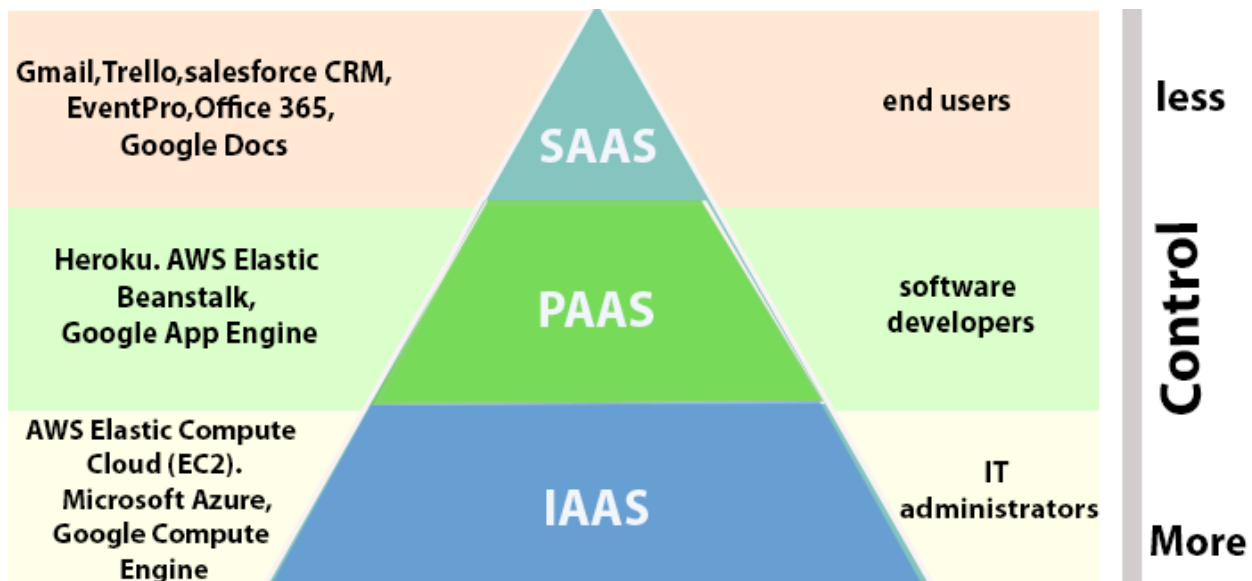 Gmail,Trello,salesforce CRM,
EventPro,Office 365,
Google Docs
SAAS
end users
less
Heroku. AWS Elastic
Beanstalk,
Google App Engine
PAAS
software
developers
Control
AWS Elastic Compute
Cloud (EC2).
Microsoft Azure,
Google Compute
Engine
IAAS
IT
administrators
More